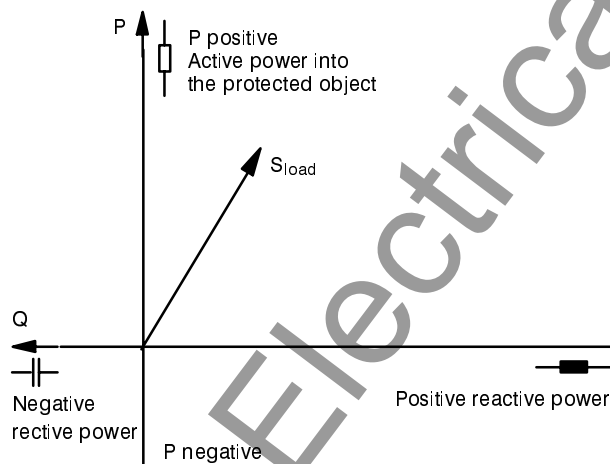 P
P positive
Active power into
the protected object
Sload
Q
Negative
rective power
Positive reactive power
P negative
Electrica